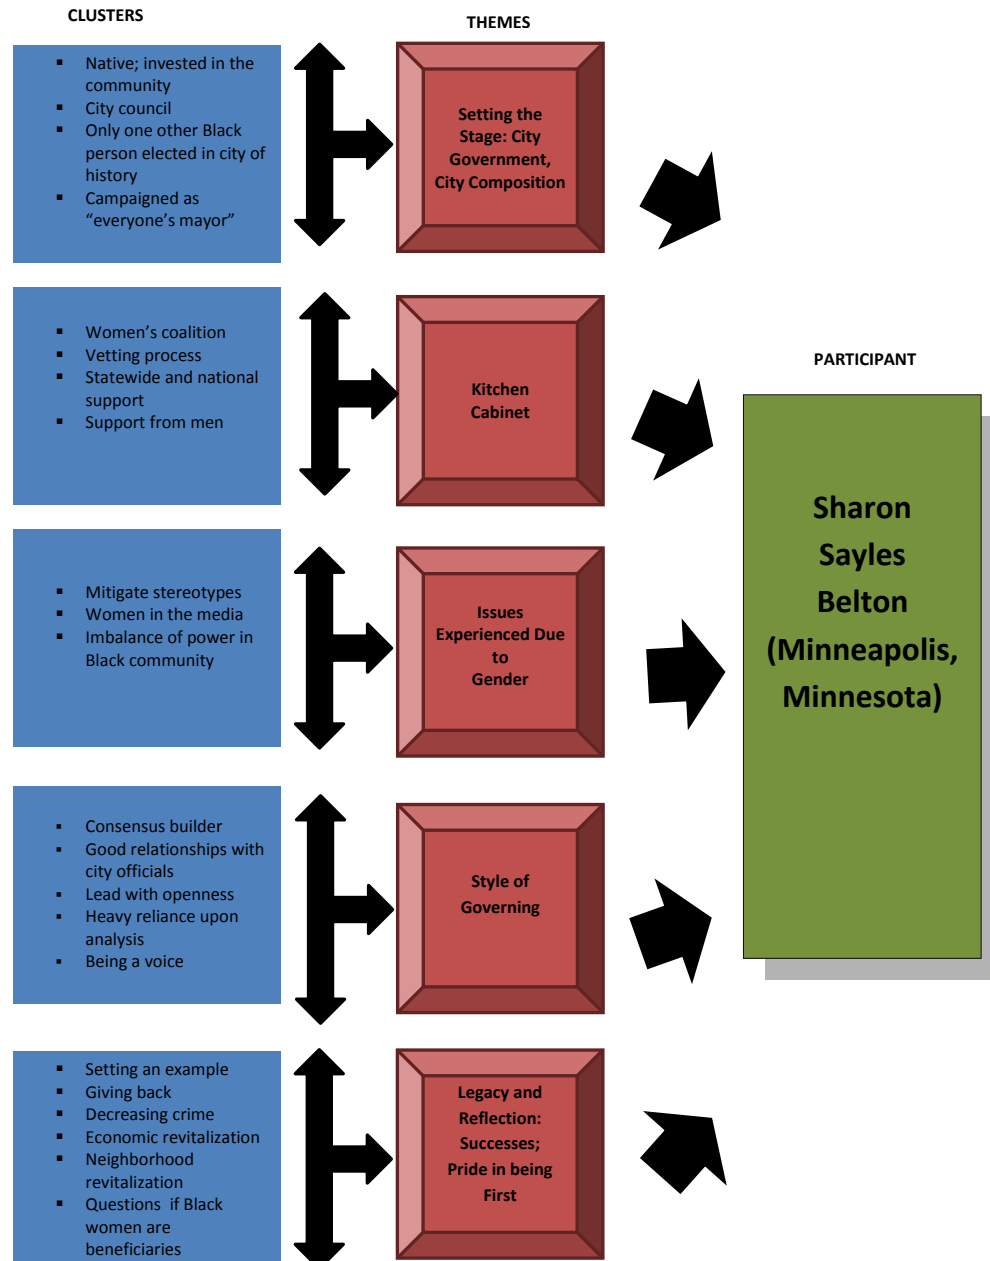 CLUSTERS
THEMES
▪ Native; invested in the
community
▪ City council
▪ Only one other Black
person elected in city of
history
▪ Campaigned as
“everyone’s mayor”
Setting the
Stage: City
Government,
City Composition
▪ Women’s coalition
▪ Vetting process
▪ Statewide and national
support
▪ Support from men
Kitchen
Cabinet
PARTICIPANT
Sharon
Sayles
Belton
(Minneapolis,
Minnesota)
▪ Mitigate stereotypes
▪ Women in the media
▪ Imbalance of power in
Black community
Issues
Experienced Due
to
Gender
▪ Consensus builder
▪ Good relationships with
city officials
▪ Lead with openness
▪ Heavy reliance upon
analysis
▪ Being a voice
Style of
Governing
▪ Setting an example
▪ Giving back
▪ Decreasing crime
▪ Economic revitalization
▪ Neighborhood
revitalization
▪ Questions  if Black
women are
beneficiaries
Legacy and
Reflection:
Successes;
Pride in being
First